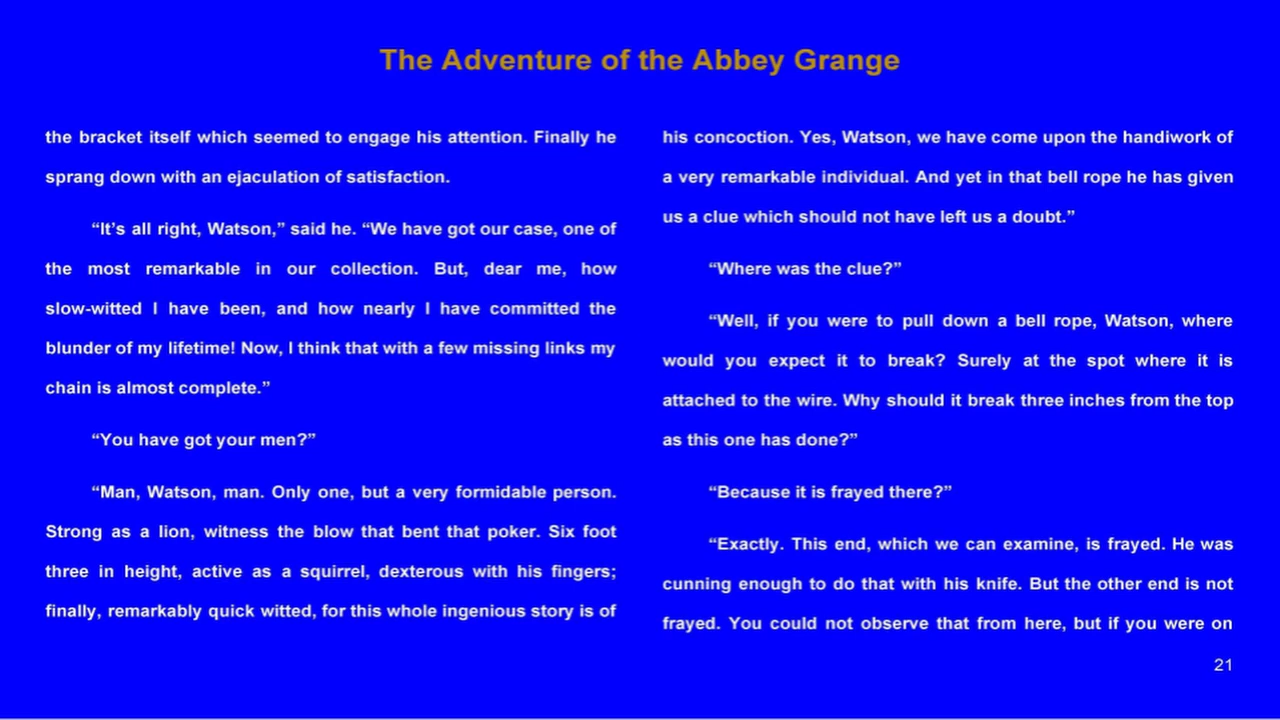 The Adventure of the Abbey Grange
the bracket itself which seemed to engage his attention. Finally he
sprang down with an ejaculation of satisfaction.
“It’s all right, Watson,” said he. “We have got our case, one of
the most remarkable in our collection. But, dear me, how
slow-witted I have been, and how nearly I have committed the
blunder of my lifetime! Now, I think that with a few missing links my
chain is almost complete.”
“You have got your men?”
“Man, Watson, man. Only one, but a very formidable person.
Strong as a lion, witness the blow that bent that poker. Six foot
three in height, active as a squirrel, dexterous with his fingers;
finally, remarkably quick witted, for this whole ingenious story is of
his concoction. Yes, Watson, we have come upon the handiwork of
a very remarkable individual. And yet in that bell rope he has given
us a clue which should not have left us a doubt.”
“Where was the clue?”
“Well, if you were to pull down a bell rope, Watson, where
would you expect it to break? Surely at the spot where it is
attached to the wire. Why should it break three inches from the top
as this one has done?”
“Because it is frayed there?”
“Exactly. This end, which we can examine, is frayed. He was
cunning enough to do that with his knife. But the other end is not
frayed. You could not observe that from here, but if you were on
21